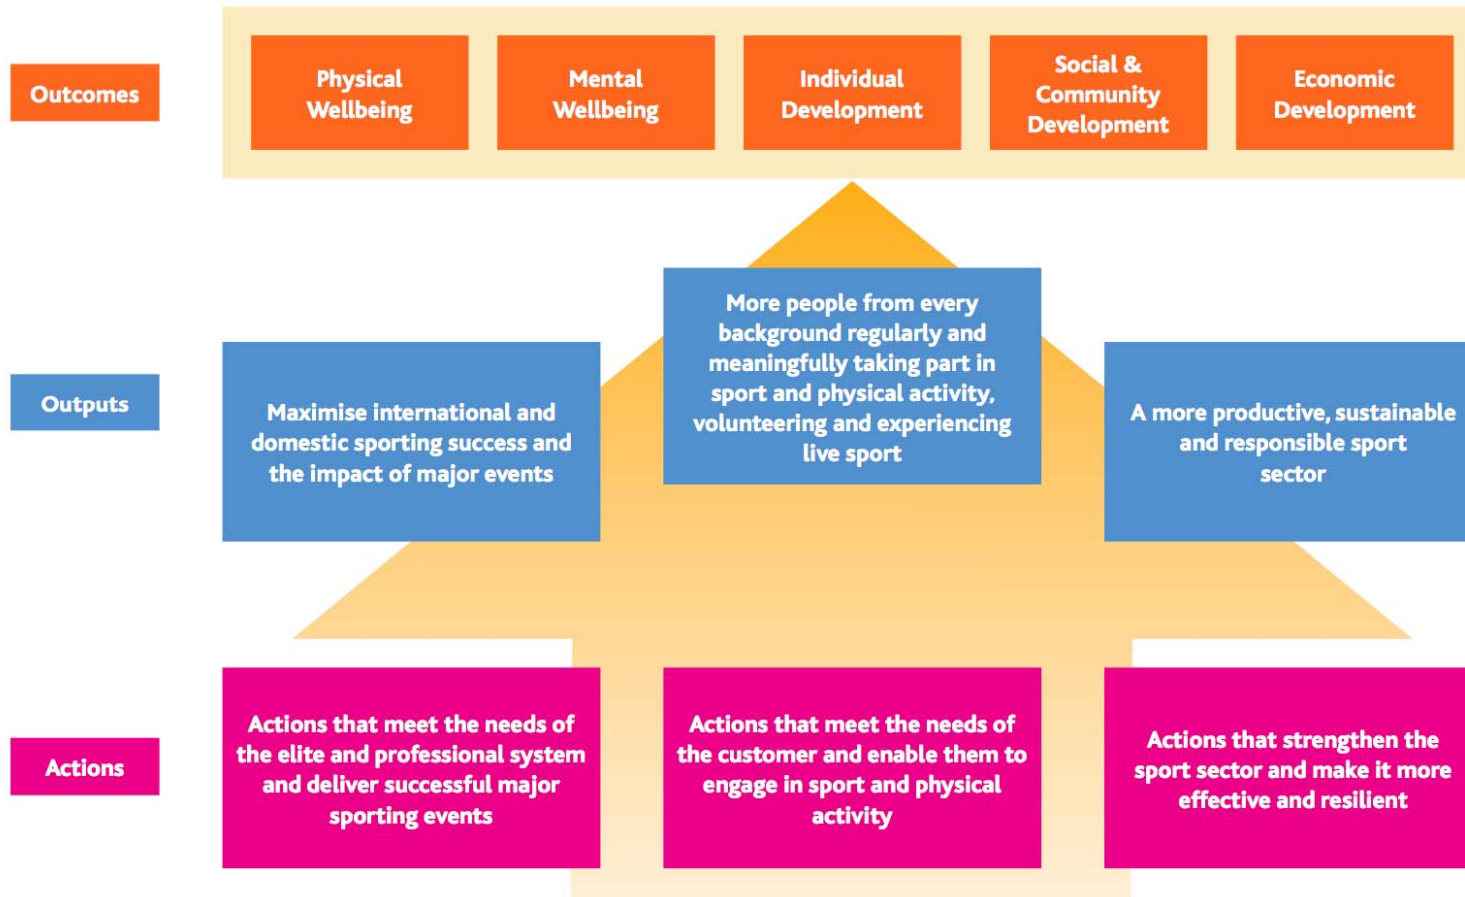 Outcomes
Physical
Wellbeing
Mental
Wellbeing
Individual
Development
Social &
Community
Development
Economic
Development
Outputs
Maximise international and
domestic sporting success and
the impact of major events
More people from every
background regularly and
meaningfully taking part in
sport and physical activity,
volunteering and experiencing
live sport
A more productive, sustainable
and responsible sport
sector
Actions
Actions that meet the needs of
the elite and professional system
and deliver successful major
sporting events
Actions that meet the needs of
the customer and enable them to
engage in sport and physical
activity
Actions that strengthen the
sport sector and make it more
effective and resilient